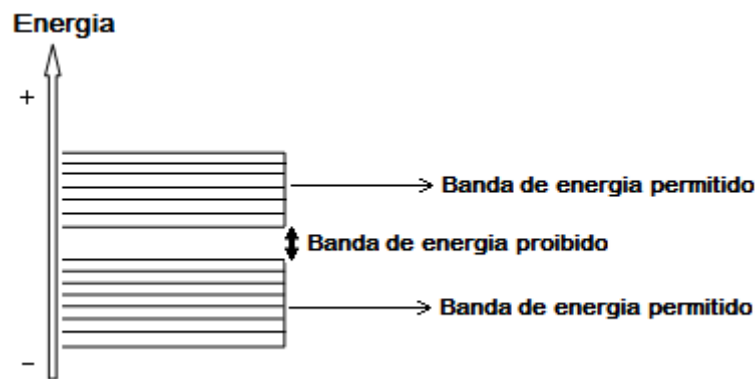 Energia
+
Banda de energia permitido
Banda de energia proibido
Banda de energia permitido
–